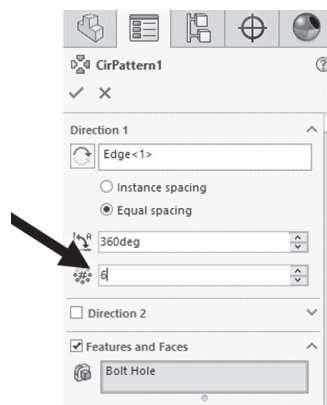 CirPattern1
Direction 1
Edge<1>
Instance spacing
Equal spacing
360deg
6
Direction 2
Features and Faces
Bolt Hole